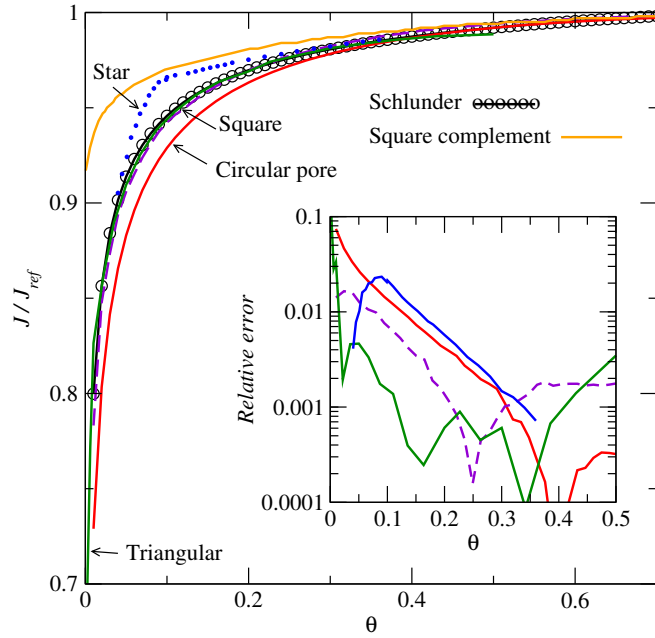 1
Star
Schlunder
Square
Square complement
Circular pore
0.9
J / J_ref
0.8
Triangular
0.7
0 0.2 0.4 0.6
θ
0.1
0.01
0.001
0.0001
Relative error
0 0.1 0.2 0.3 0.4 0.5
θ